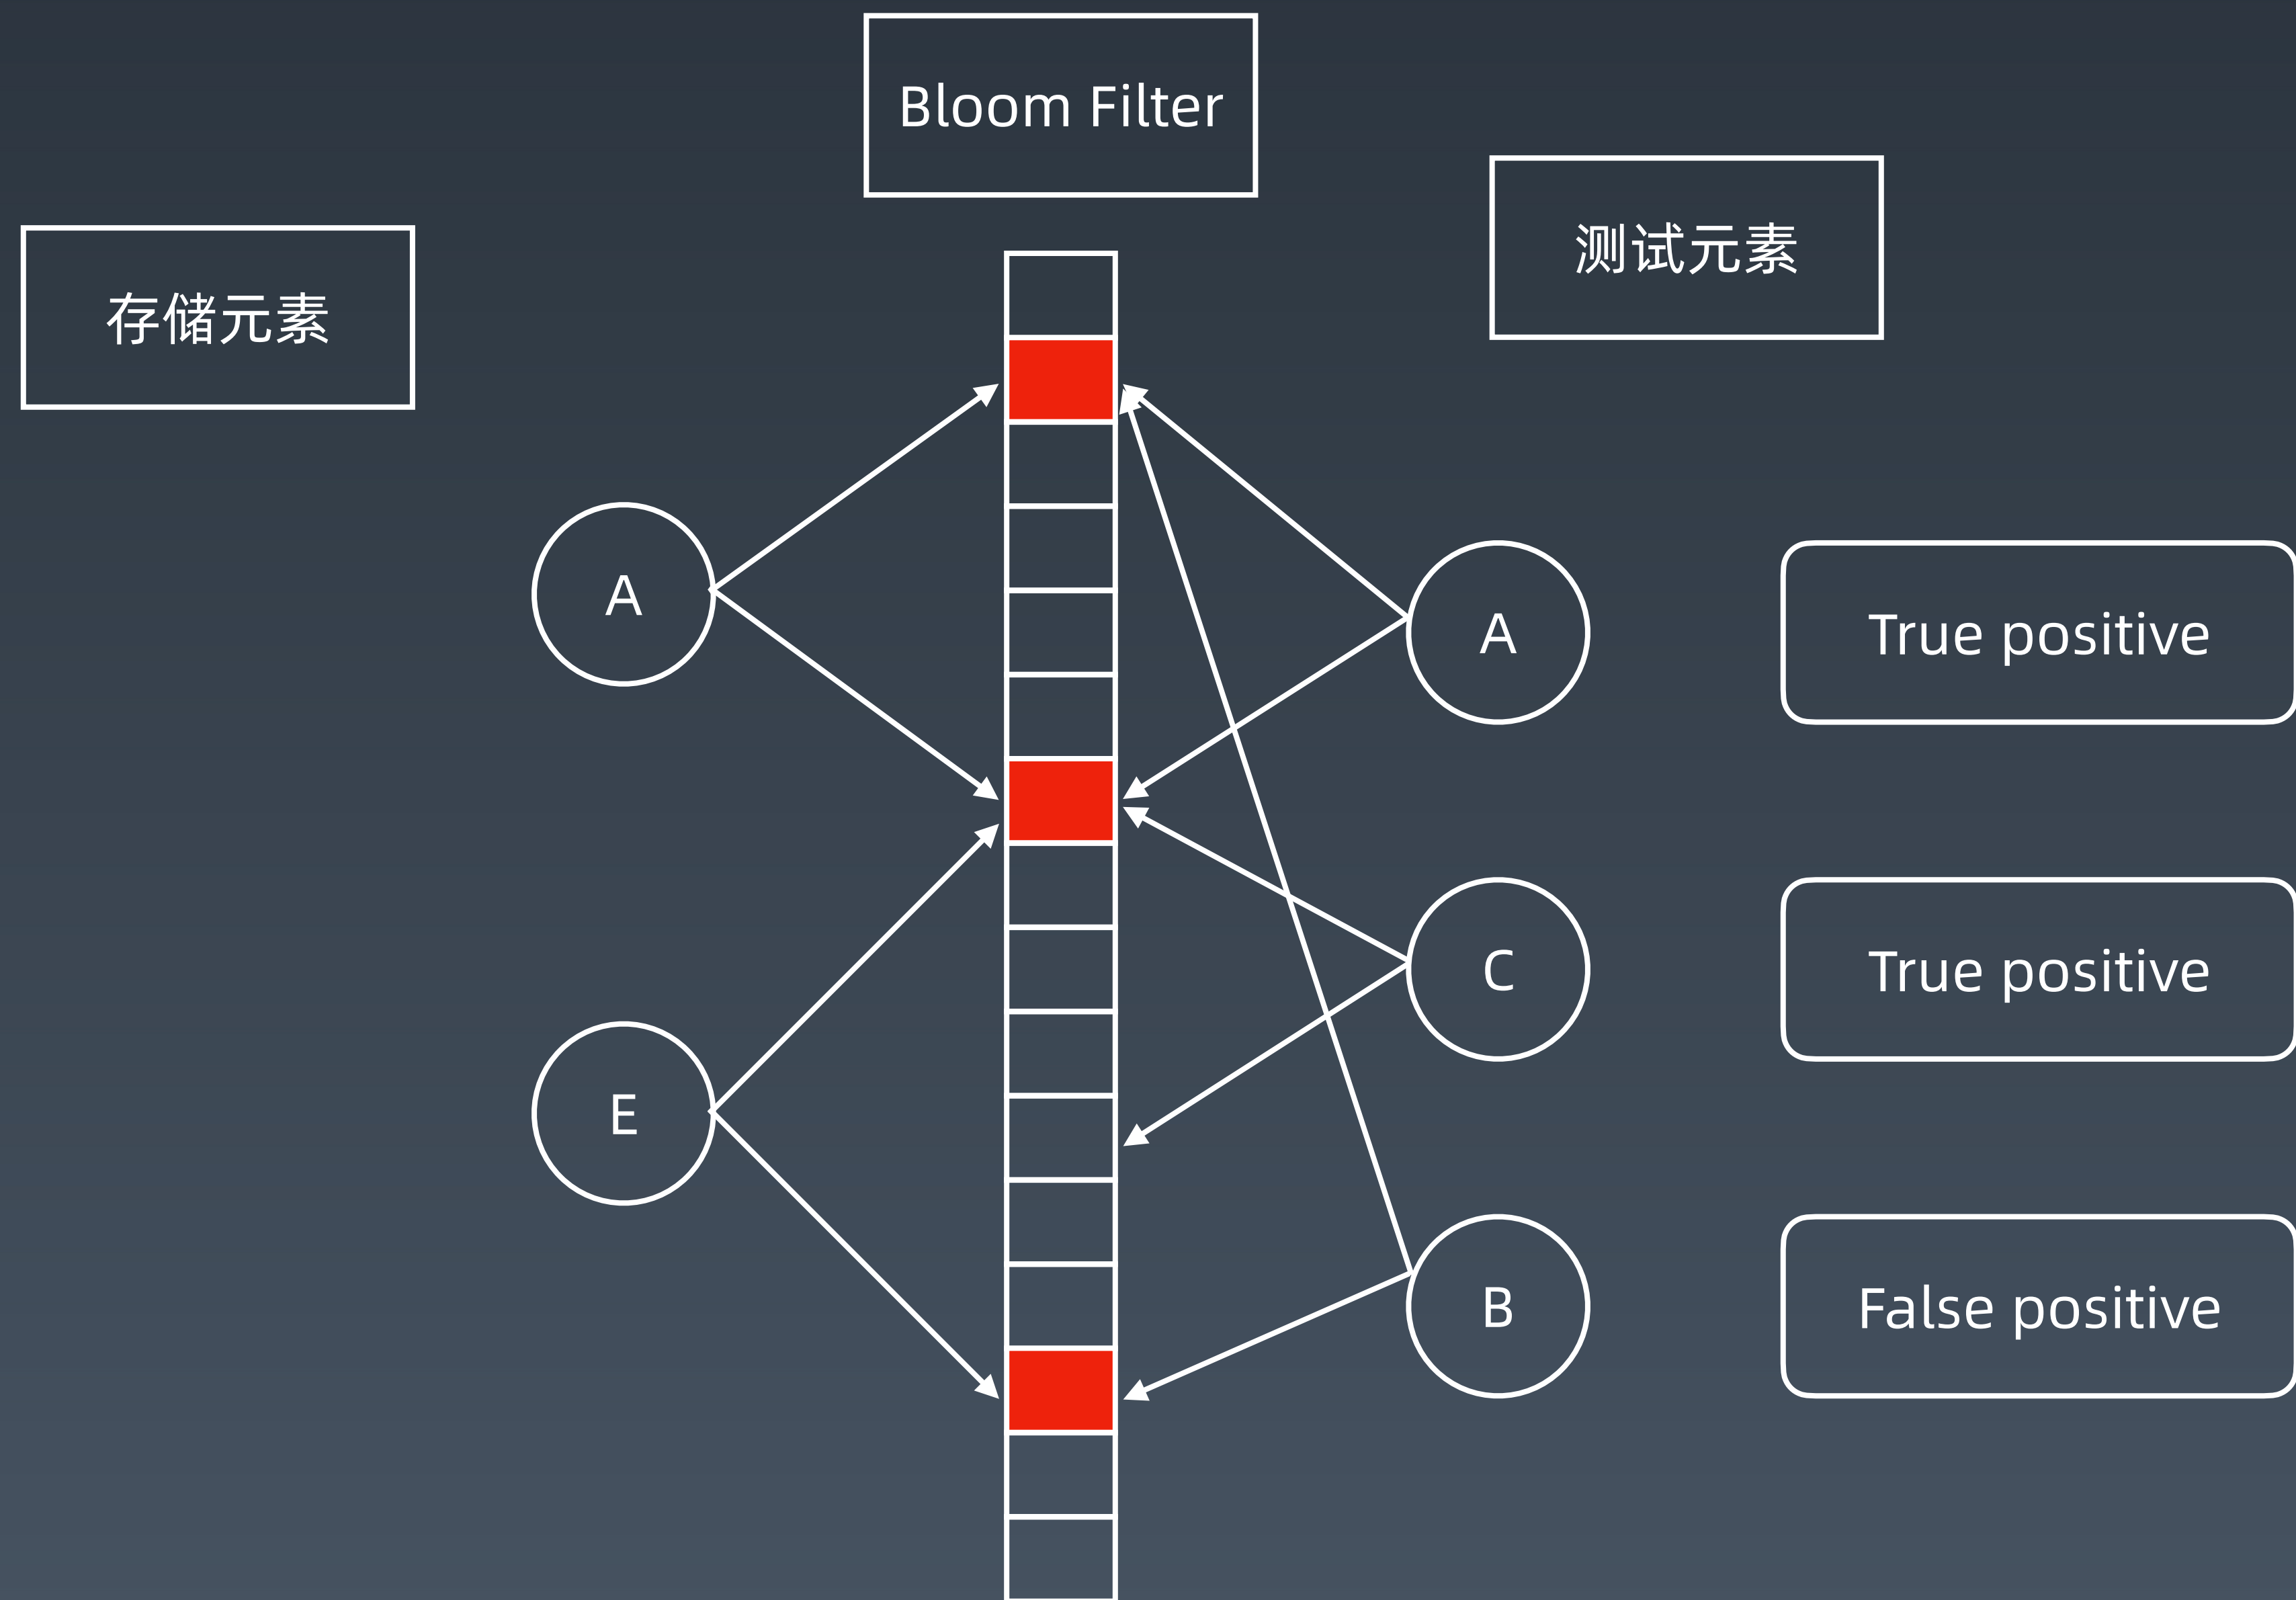 Bloom Filter
存储元素
测试元素
A
A
True positive
C
True positive
E
B
False positive